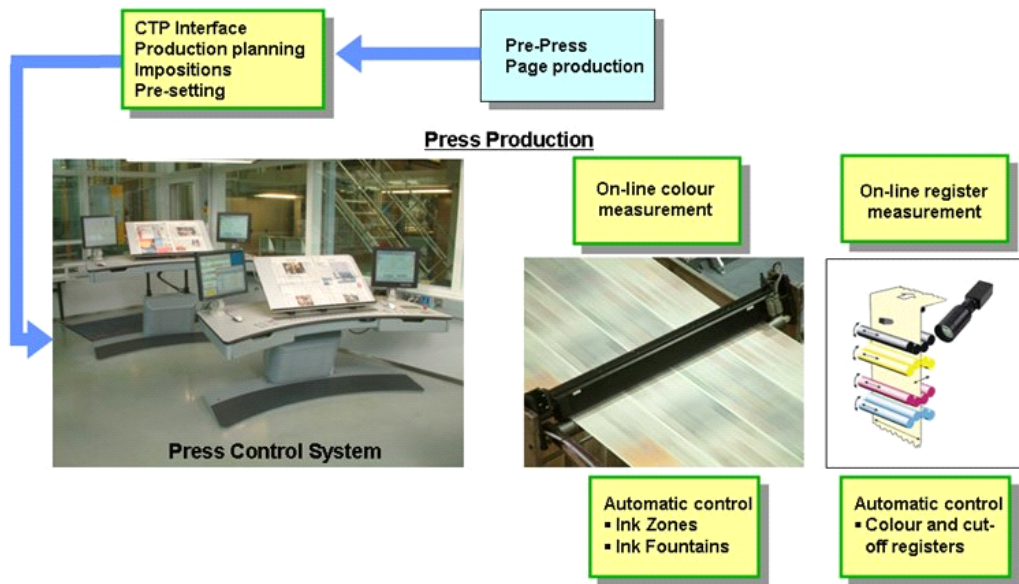 CTP Interface
Production planning
Impositions
Pre-setting
Pre-Press
Page production
Press Production
On-line colour
measurement
On-line register
measurement
Press Control System
Automatic control
▪ Ink Zones
▪ Ink Fountains
Automatic control
▪ Colour and cut-
off registers